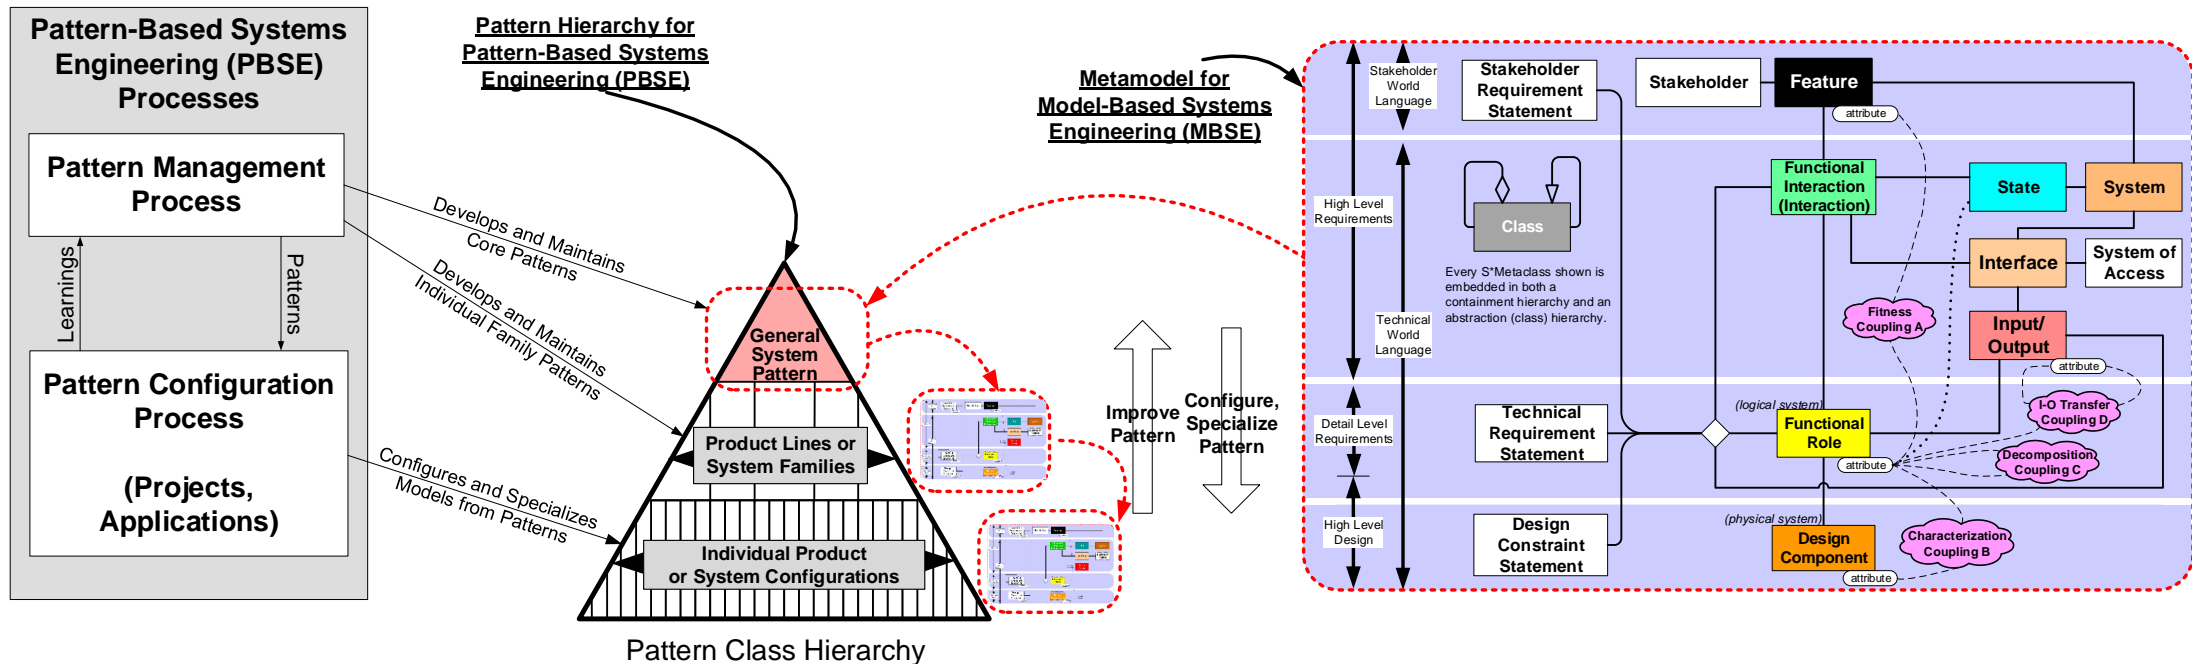 Pattern-Based Systems
Engineering (PBSE)
Processes
Pattern Management
Process
Learnings
Patterns
Pattern Configuration
Process
(Projects,
Applications)
Pattern Hierarchy for
Pattern-Based Systems
Engineering (PBSE)
Develops and Maintains
Core Patterns
Develops and Maintains
Individual Family Patterns
Configures and Specializes
Models from Patterns
General
System
Pattern
Product Lines or
System Families
Individual Product
or System Configurations
Pattern Class Hierarchy
Improve
Pattern
Configure,
Specialize
Pattern
Metamodel for
Model-Based Systems
Engineering (MBSE)
Stakeholder
World
Language
High Level
Requirements
Technical
World
Language
Detail Level
Requirements
High Level
Design
Stakeholder
Requirement
Statement
Stakeholder
Feature
attribute
Class
Every S*Metaclass shown is
embedded in both a
containment hierarchy and an
abstraction (class) hierarchy.
Functional
Interaction
(Interaction)
State
System
Interface
System of
Access
Fitness
Coupling A
Input/
Output
attribute
Technical
Requirement
Statement
(logical system)
Functional
Role
attribute
I-O Transfer
Coupling D
Decomposition
Coupling C
Design
Constraint
Statement
(physical system)
Design
Component
attribute
Characterization
Coupling B